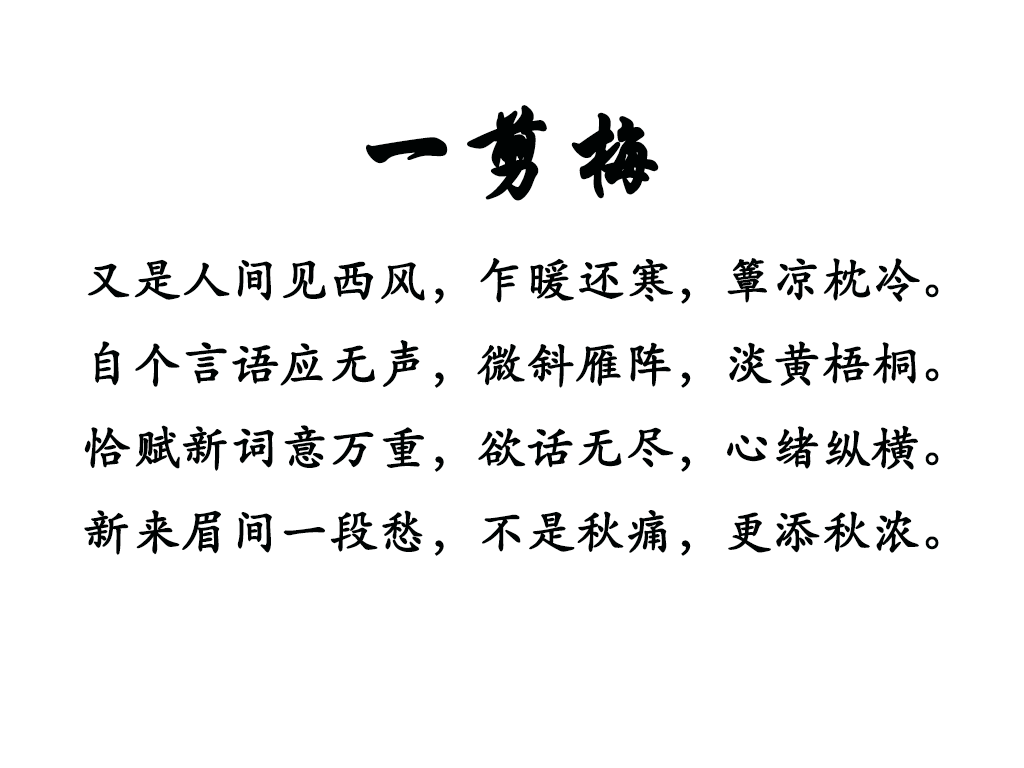 一剪梅
又是人间见西风，乍暖还寒，簟凉枕冷。
自个言语应无声，微斜雁阵，淡黄梧桐。
恰赋新词意万重，欲话无尽，心绪纵横。
新来眉间一段愁，不是秋痛，更添秋浓。